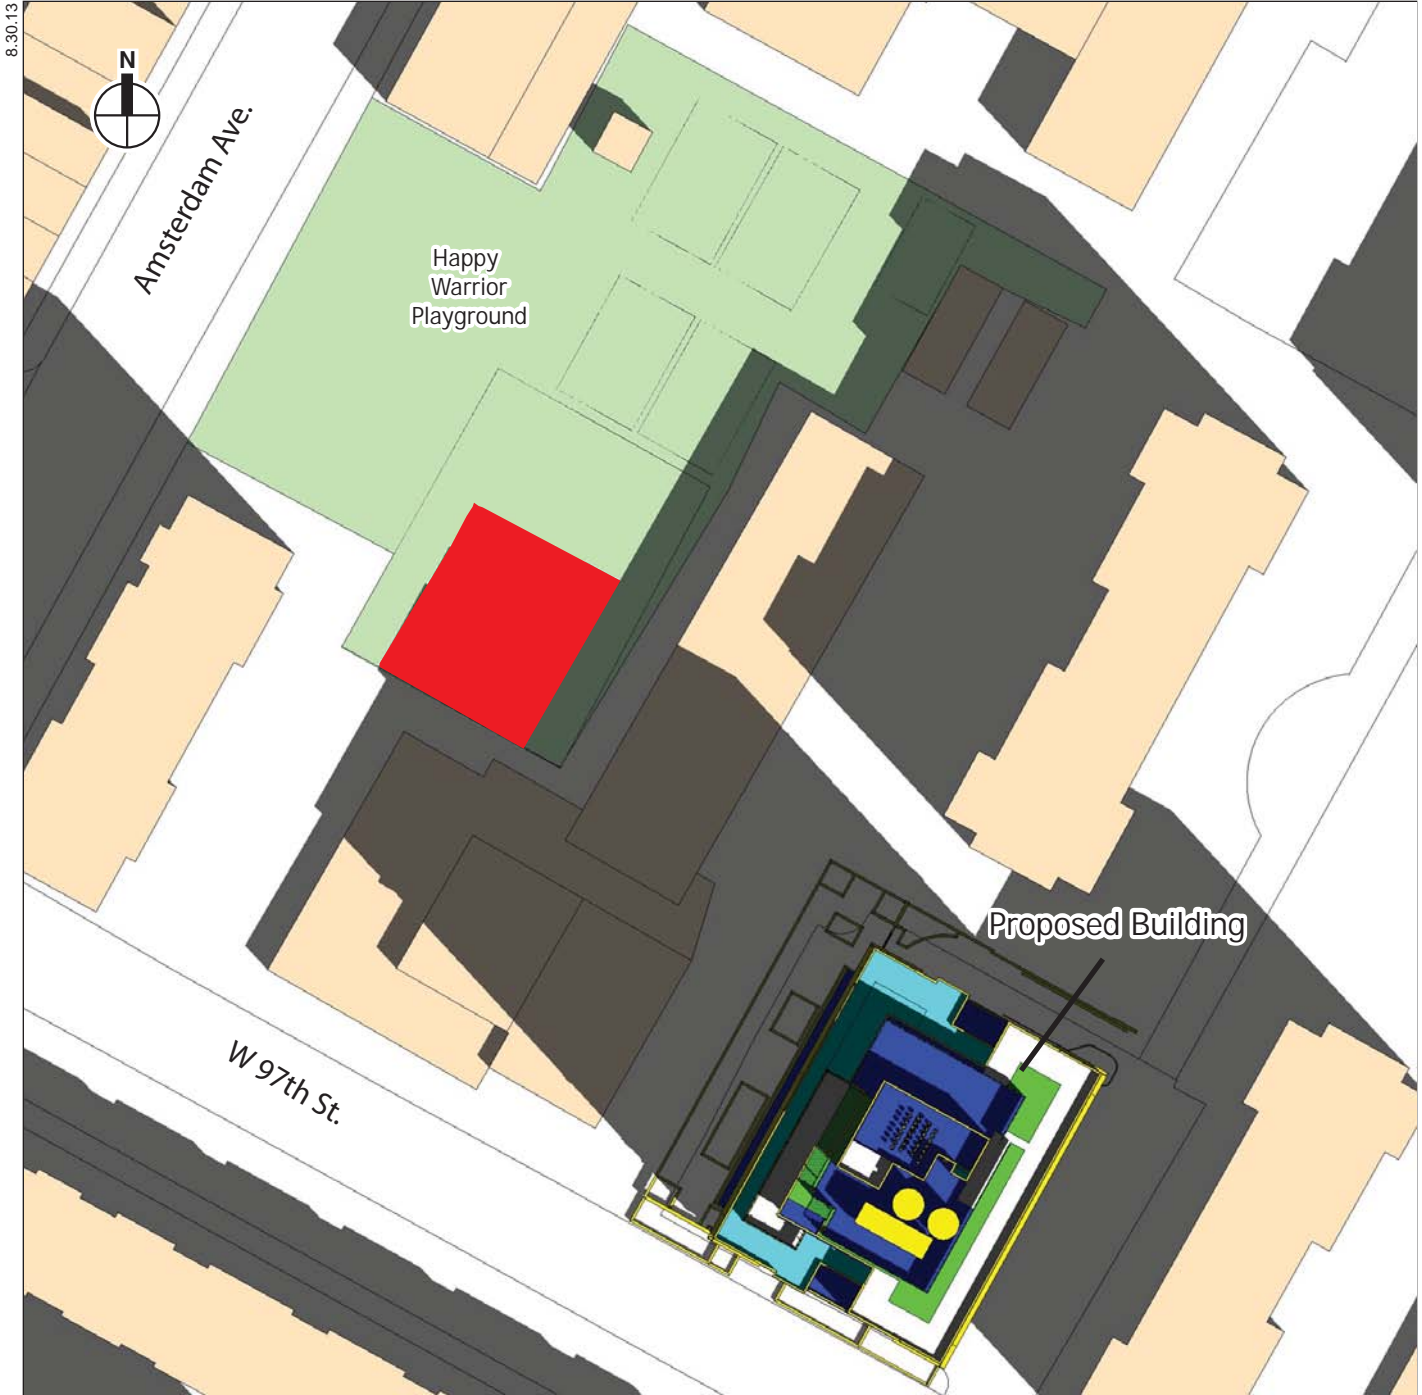 8.30.13
N
Amsterdam Ave.
Happy
Warrior
Playground
Proposed Building
W 97th St.